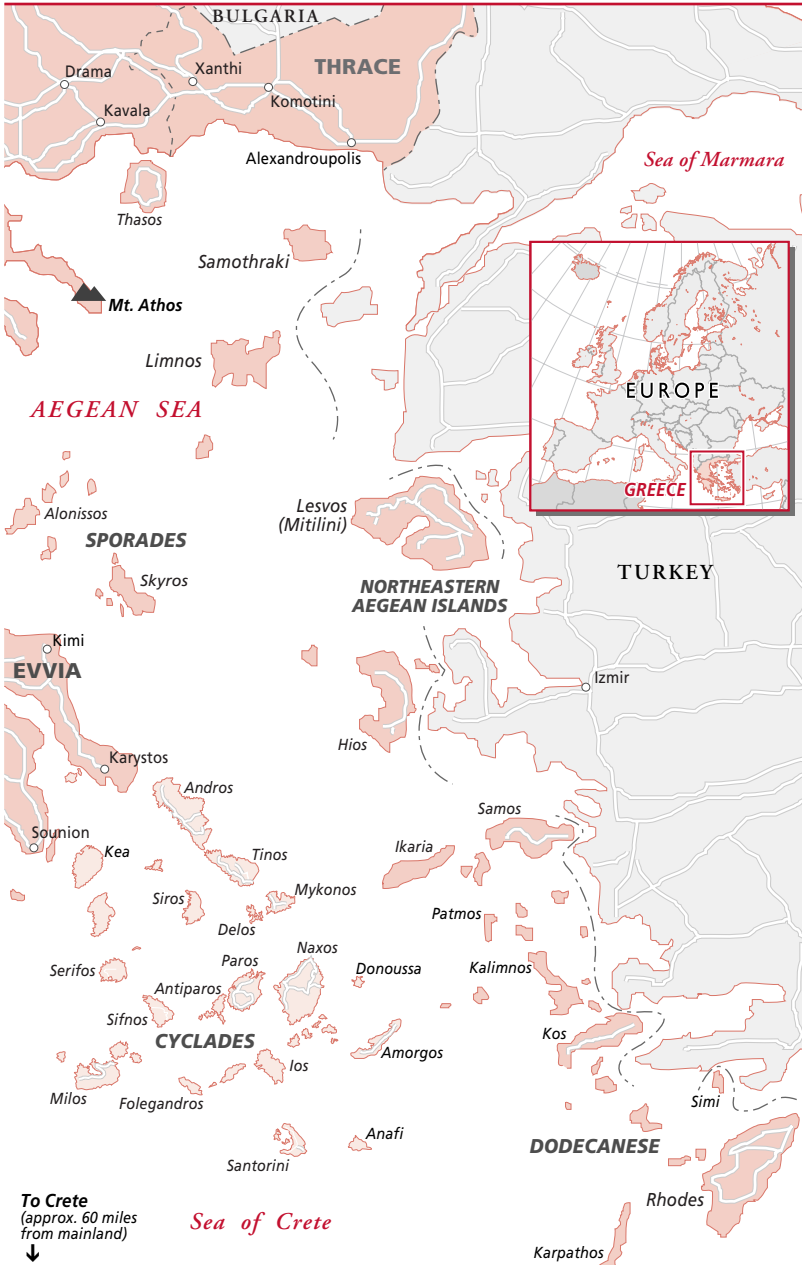 BULGARIA
THRACE
Drama
Xanthi
Komotini
Kavala
Alexandroupolis
Sea of Marmara
Thasos
Samothraki
Mt. Athos
Limnos
AEGEAN SEA
EUROPE
GREECE
Alonissos
SPORADES
Lesvos
(Mitilini)
Skyros
NORTHEASTERN
AEGEAN ISLANDS
TURKEY
Kimi
EVVIA
Izmir
Hios
Karystos
Andros
Samos
Sounion
Kea
Tinos
Ikaria
Siros
Mykonos
Delos
Patmos
Serifos
Paros
Naxos
Donoussa
Kalimnos
Antiparos
Sifnos
CYCLADES
Amorgos
Kos
Ios
Milos
Folegandros
Simi
Anafi
Santorini
DODECANESE
Rhodes
To Crete
(approx. 60 miles
from mainland)
Sea of Crete
Karpathos